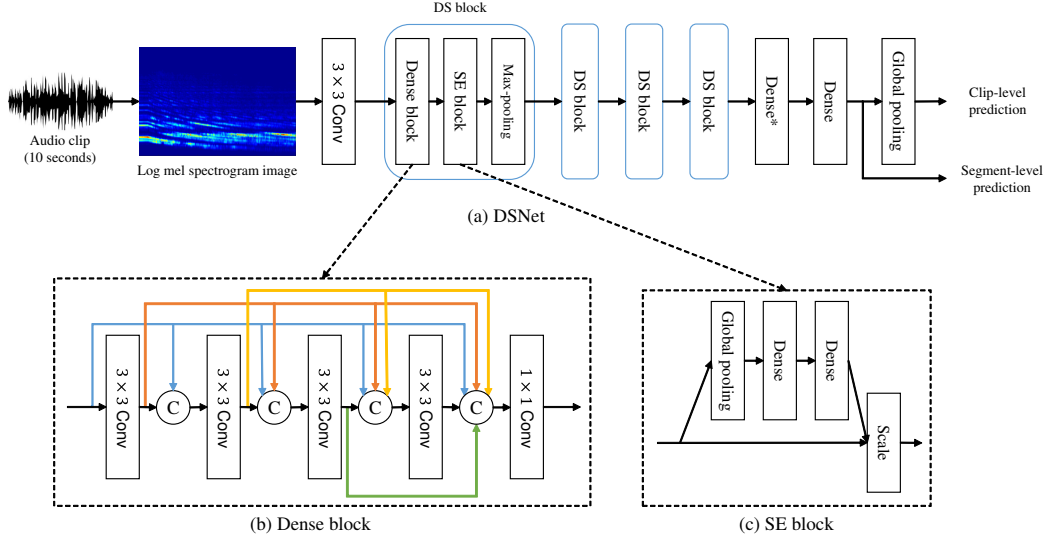 DS block
Audio clip
(10 seconds)
Log mel spectrogram image
3 × 3 Conv
Dense block
SE block
Max-pooling
DS block
DS block
DS block
Dense*
Dense
Global pooling
Clip-level
prediction
Segment-level
prediction
(a) DSNet
3 × 3 Conv
C
3 × 3 Conv
C
3 × 3 Conv
C
3 × 3 Conv
C
1 × 1 Conv
(b) Dense block
Global pooling
Dense
Dense
Scale
(c) SE block